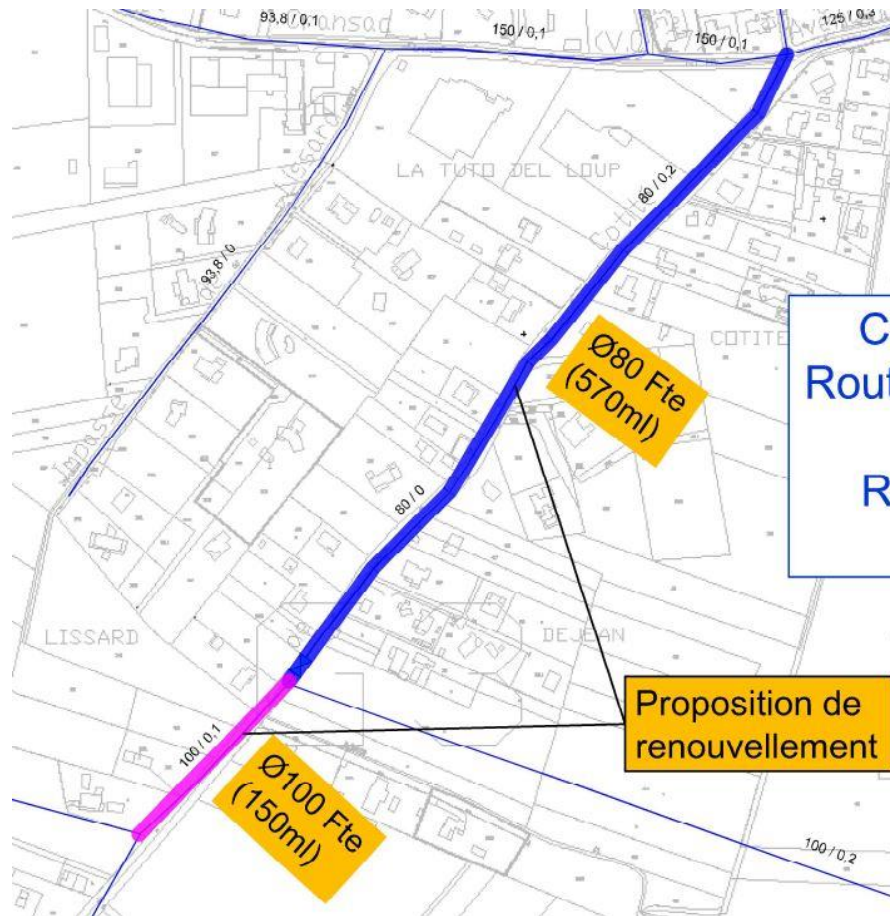 93,8 / 0,1
150 / 0,1
150 / 0,1
125 / 0,3
LA TUTO DEL LOUP
80 / 0,2
93,8 / 0
COTITE
Ø80 Fte
(570ml)
C
Rout
R
80 / 0
LISSARD
DEJEAN
Proposition de
renouvellement
100 / 0,1
Ø100 Fte
(150ml)
100 / 0,2